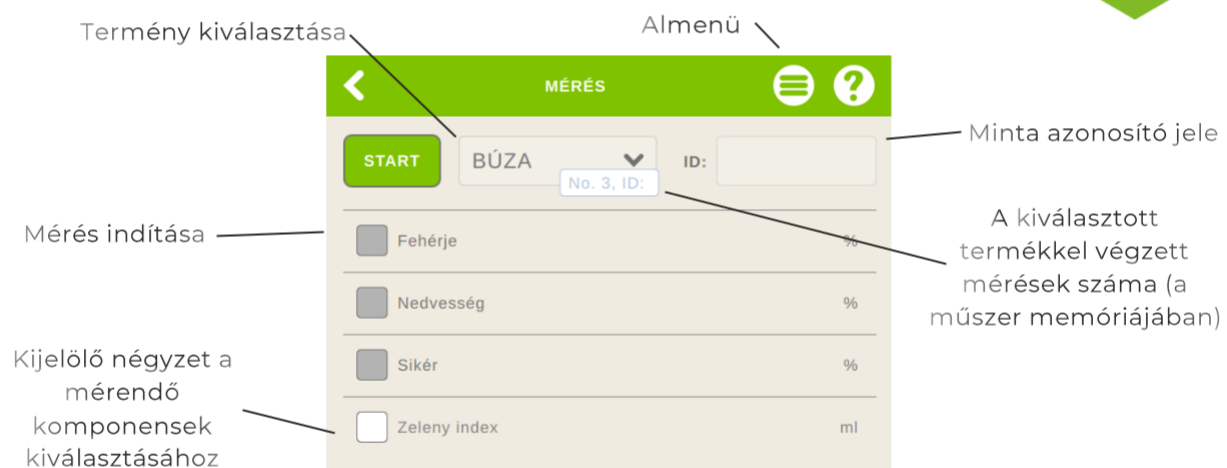 Termény kiválasztása
Almenü
MÉRÉS
?
START
BÚZA
ID:
No. 3, ID:
Minta azonosító jele
Mérés indítása
Fehérje %
Nedvesség %
Sikér %
Zeleny index ml
A kiválasztott
termékkel végzett
mérések száma (a
műszer memóriájában)
Kijelölő négyzet a
mérendő
komponensek
kiválasztásához